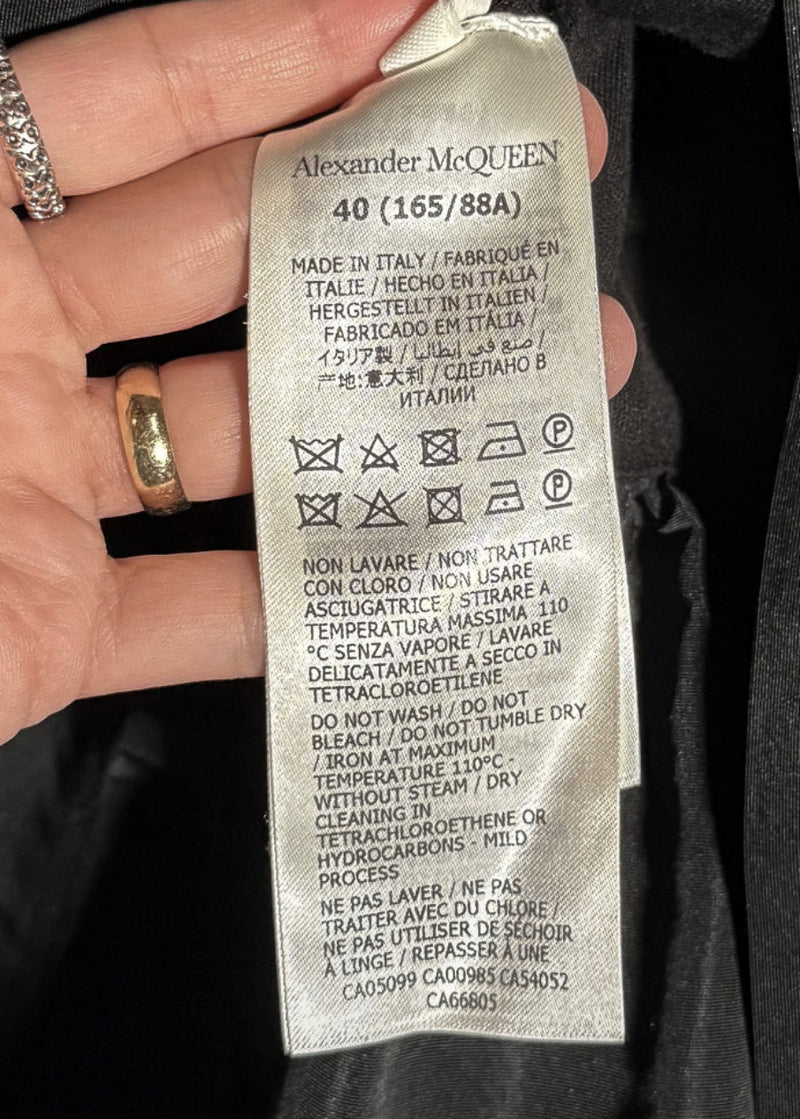 Alexander McQUEEN
40 (165/88A)
MADE IN ITALY / FABRIQUÉ EN
ITALIE / HECHO EN ITALIA /
HERGESTELLT IN ITALIEN /
FABRICADO EM ITÁLIA /
イタリア製 / صنع في إيطاليا /
产地:意大利 / СДЕЛАНО В
ИТАЛИИ
P
P
NON LAVARE / NON TRATTARE
CON CLORO / NON USARE
ASCIUGATRICE / STIRARE A
TEMPERATURA MASSIMA 110
°C SENZA VAPORE / LAVARE
DELICATAMENTE A SECCO IN
TETRACLOROETILENE
DO NOT WASH / DO NOT
BLEACH / DO NOT TUMBLE DRY
/ IRON AT MAXIMUM
TEMPERATURE 110°C -
WITHOUT STEAM / DRY
CLEANING IN
TETRACHLOROETHENE OR
HYDROCARBONS - MILD
PROCESS
NE PAS LAVER / NE PAS
TRAITER AVEC DU CHLORE /
NE PAS UTILISER DE SÉCHOIR
À LINGE / REPASSER À UNE
CA05099 CA00985 CA54052
CA66805